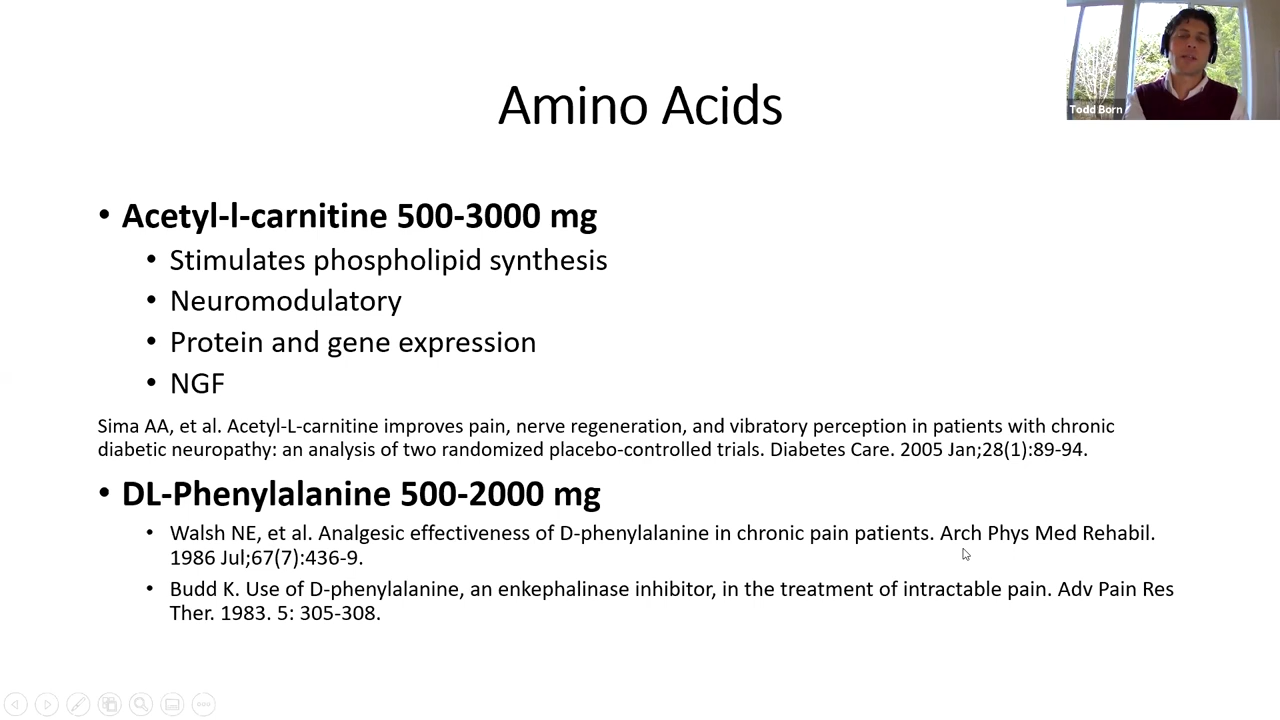 Amino Acids
Todd Born
• Acetyl-l-carnitine 500-3000 mg
• Stimulates phospholipid synthesis
• Neuromodulatory
• Protein and gene expression
• NGF
Sima AA, et al. Acetyl-L-carnitine improves pain, nerve regeneration, and vibratory perception in patients with chronic
diabetic neuropathy: an analysis of two randomized placebo-controlled trials. Diabetes Care. 2005 Jan;28(1):89-94.
• DL-Phenylalanine 500-2000 mg
• Walsh NE, et al. Analgesic effectiveness of D-phenylalanine in chronic pain patients. Arch Phys Med Rehabil.
1986 Jul;67(7):436-9.
• Budd K. Use of D-phenylalanine, an enkephalinase inhibitor, in the treatment of intractable pain. Adv Pain Res
Ther. 1983. 5: 305-308.